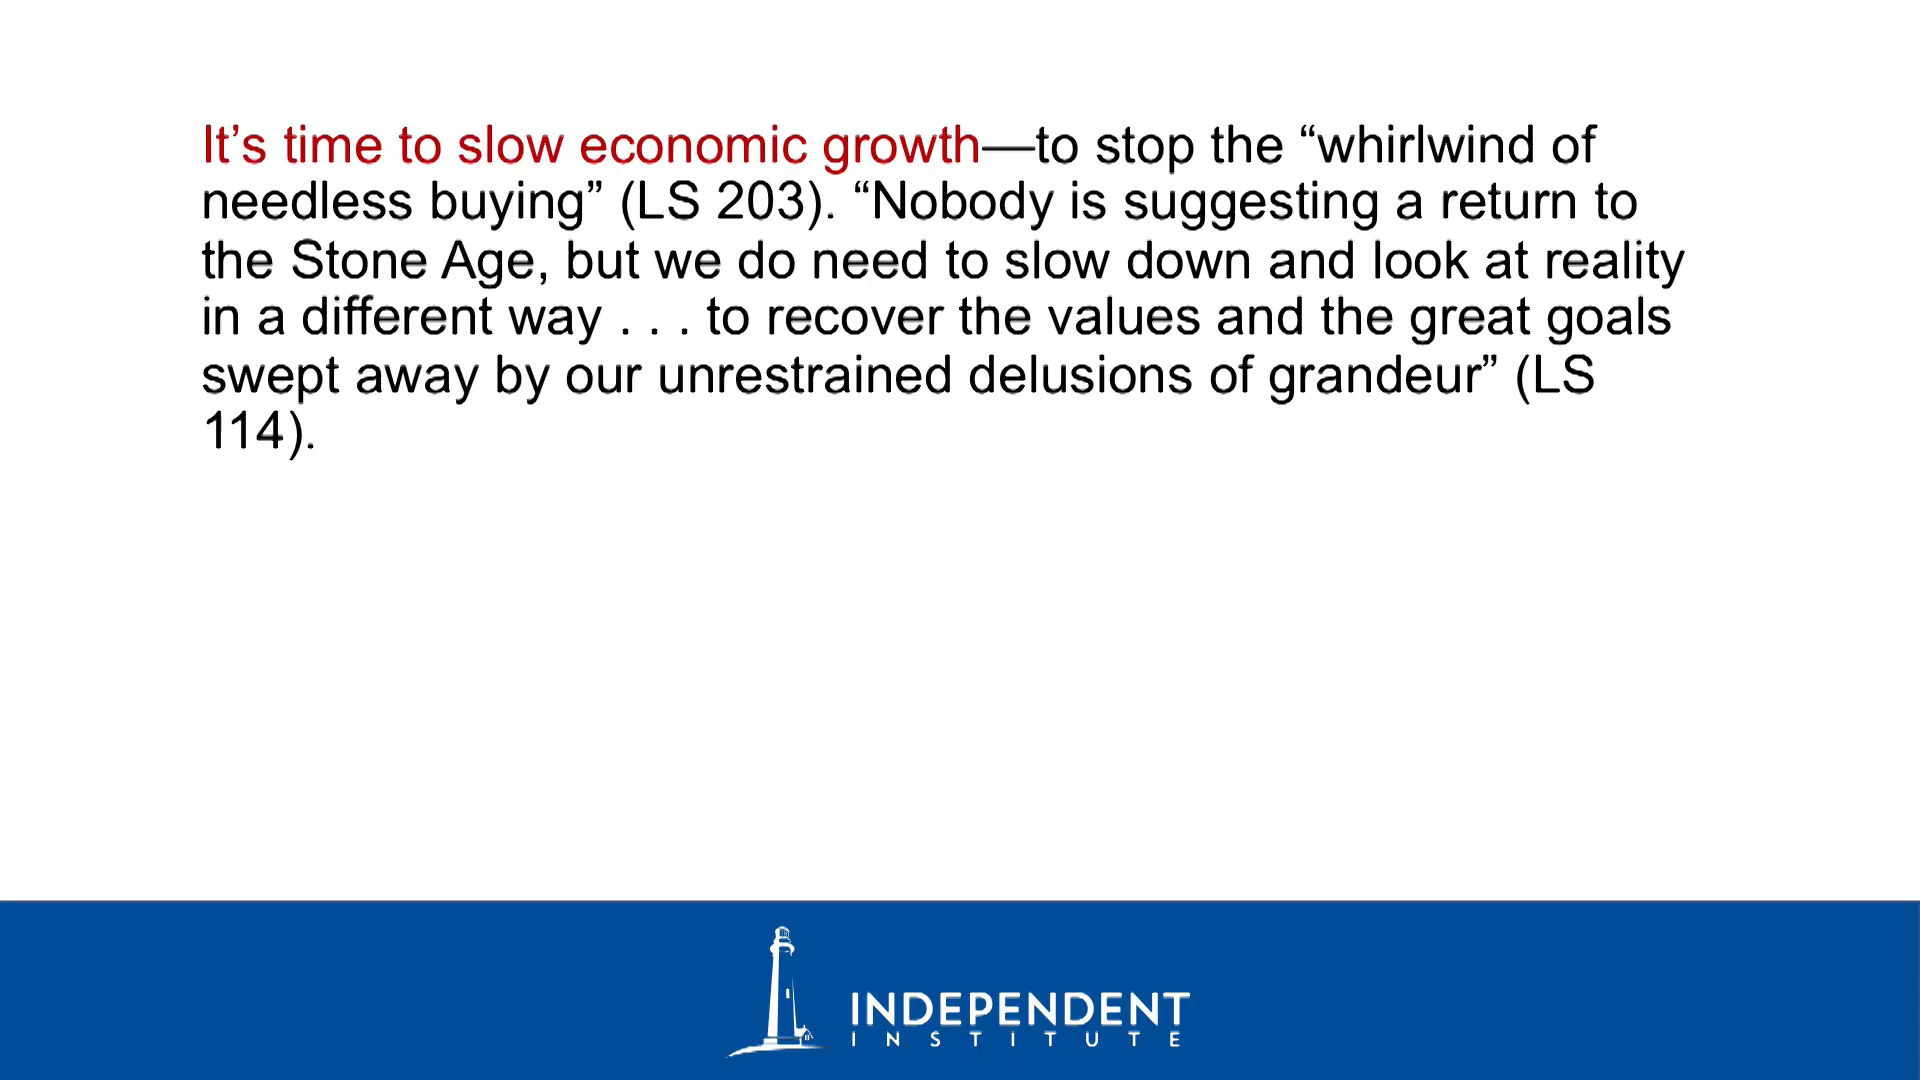 It’s time to slow economic growth—to stop the “whirlwind of
needless buying” (LS 203). “Nobody is suggesting a return to
the Stone Age, but we do need to slow down and look at reality
in a different way . . . to recover the values and the great goals
swept away by our unrestrained delusions of grandeur” (LS
114).
INDEPENDENT
INSTITUTE